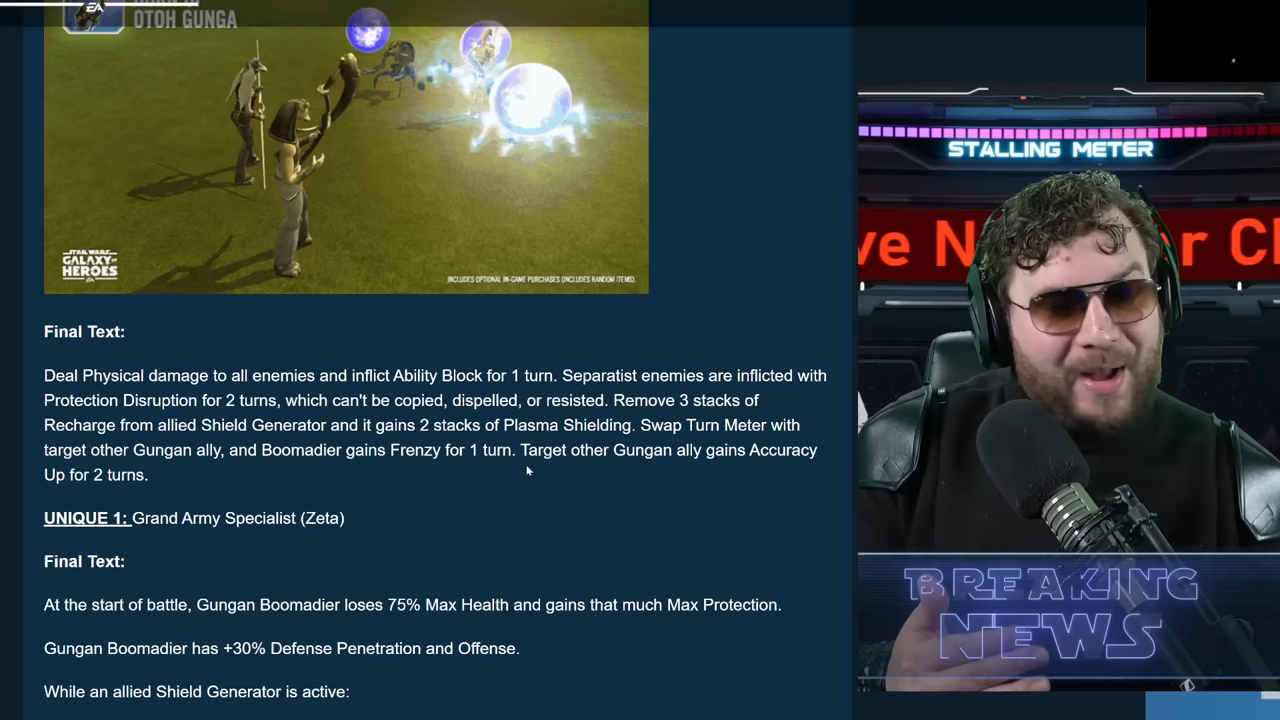 EA
OTOH GUNGA
STAR WARS
GALAXY OF
HEROES
EA
INCLUDES OPTIONAL IN-GAME PURCHASES (INCLUDES RANDOM ITEMS).
Final Text:
Deal Physical damage to all enemies and inflict Ability Block for 1 turn. Separatist enemies are inflicted with
Protection Disruption for 2 turns, which can't be copied, dispelled, or resisted. Remove 3 stacks of
Recharge from allied Shield Generator and it gains 2 stacks of Plasma Shielding. Swap Turn Meter with
target other Gungan ally, and Boomadier gains Frenzy for 1 turn. Target other Gungan ally gains Accuracy
Up for 2 turns.
UNIQUE 1: Grand Army Specialist (Zeta)
Final Text:
At the start of battle, Gungan Boomadier loses 75% Max Health and gains that much Max Protection.
Gungan Boomadier has +30% Defense Penetration and Offense.
While an allied Shield Generator is active:
STALLING METER
ve N
r Cl
BREAKING
NEWS